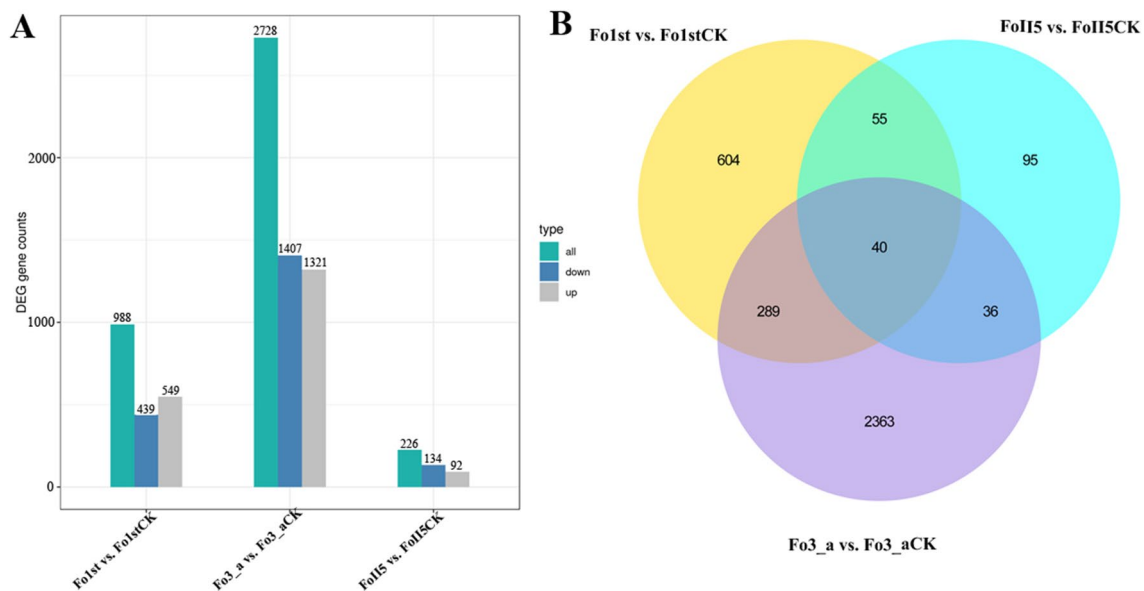 A
DEG gene counts
2000
1000
0
988
439
549
2728
1407
1321
226
134
92
Fo1st vs. Fo1stCK
Fo3_a vs. Fo3_aCK
FoII5 vs. FoII5CK
type
all
down
up
B
Fo1st vs. Fo1stCK
FoII5 vs. FoII5CK
55
604
95
40
289
36
2363
Fo3_a vs. Fo3_aCK